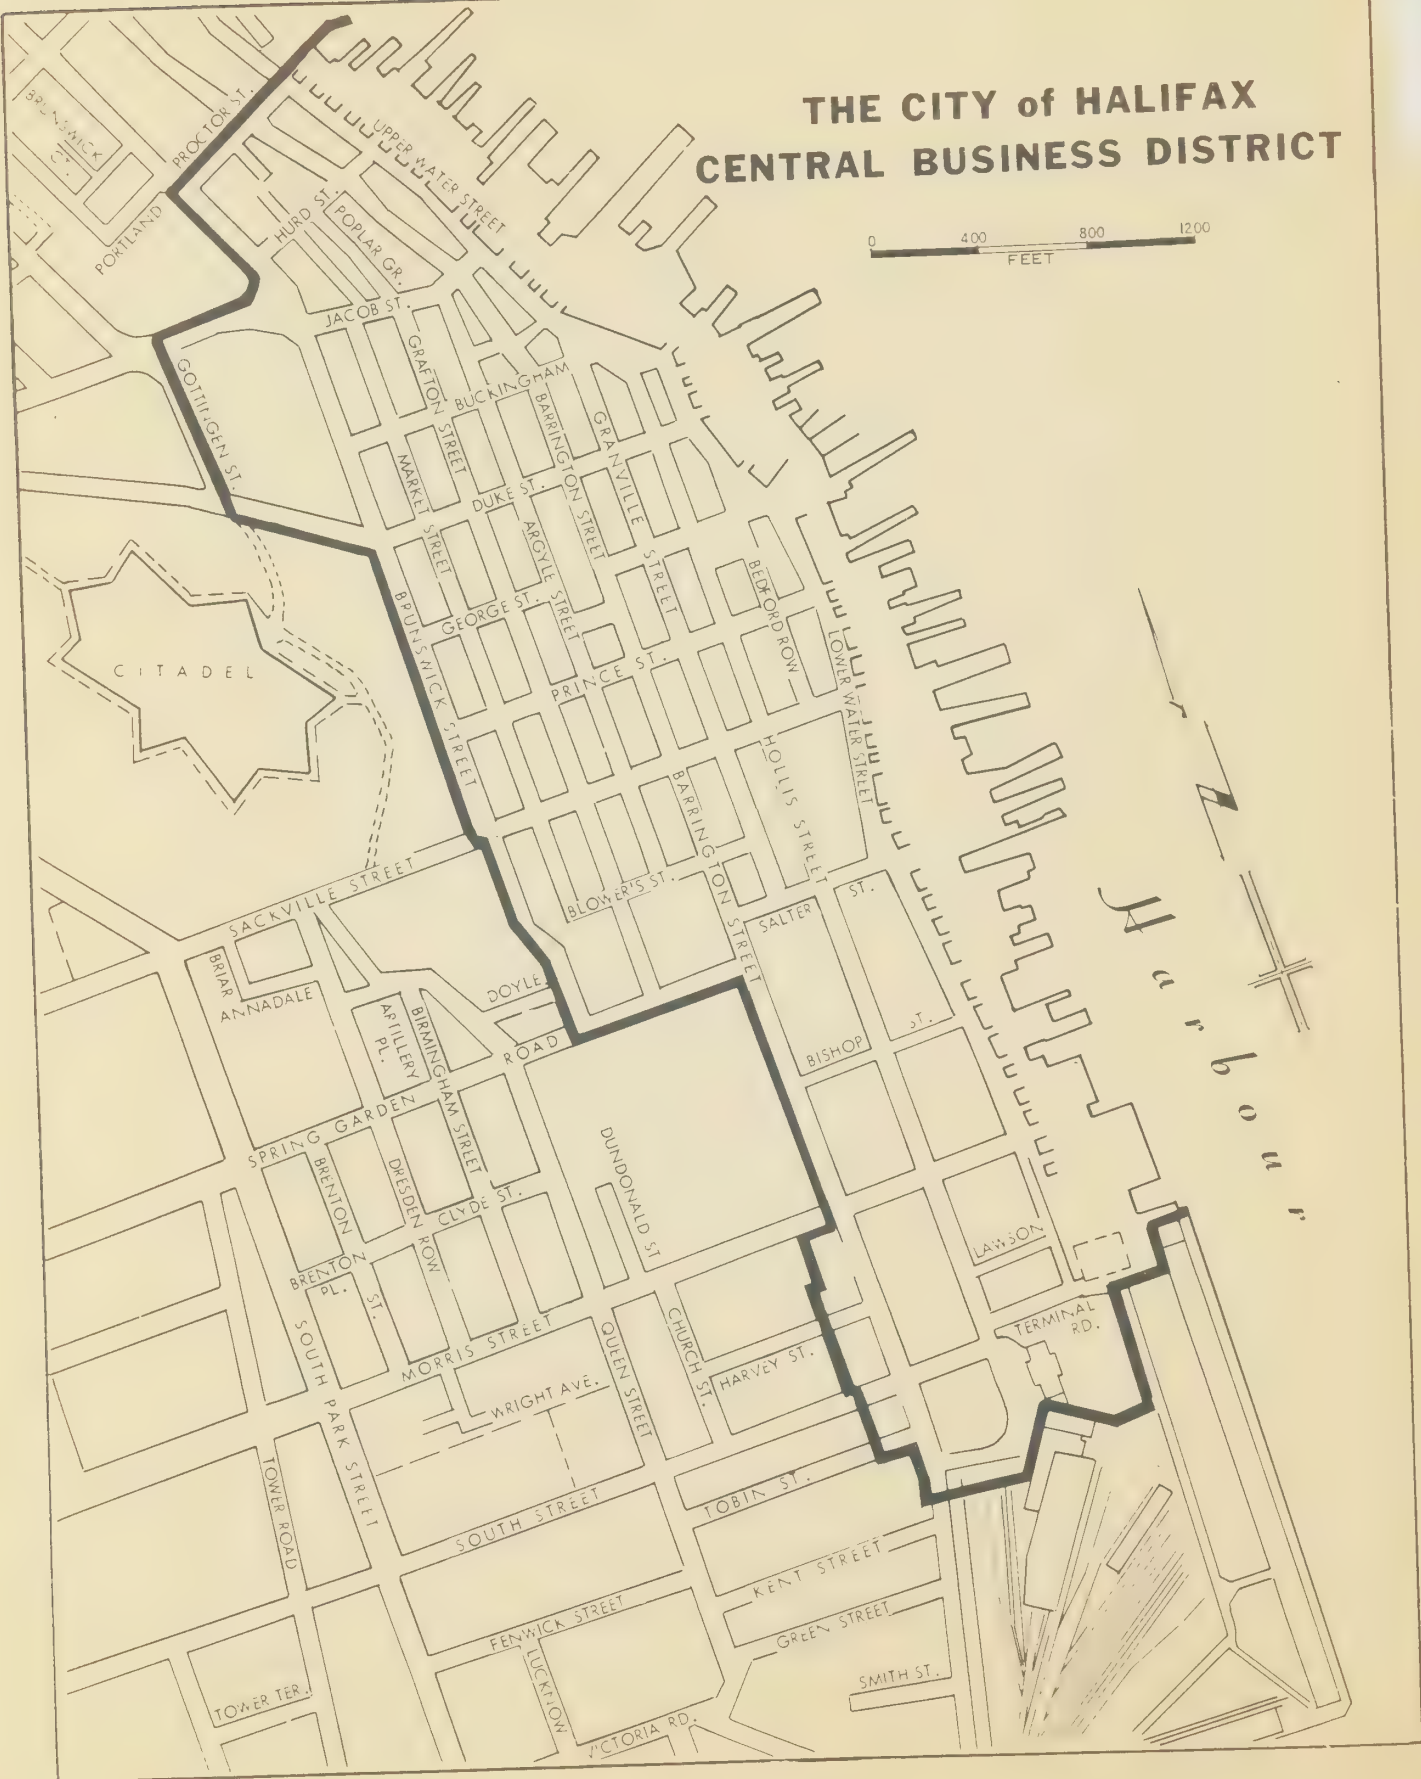 THE CITY of HALIFAX
CENTRAL BUSINESS DISTRICT
0 400 800 1200
FEET
BRUNSWICK
CT.
PROCTOR ST.
PORTLAND
UPPER WATER STREET
HURD ST.
POPLAR GR.
JACOB ST.
GOTTINGEN ST.
GRAFTON STREET
BUCKINGHAM
BARRINGTON STREET
GRANVILLE STREET
MARKET STREET
DUKE ST.
ARGYLE STREET
BEDFORD ROW
BRUNSWICK STREET
GEORGE ST.
CITADEL
PRINCE ST.
LOWER WATER STREET
HOLLIS STREET
BARRINGTON STREET
SACKVILLE STREET
BLOWER'S ST.
SALTER ST.
Harbour
N
BRIAR
ANNADALE
DOYLE
ARTILLERY PL.
BIRMINGHAM STREET
BISHOP ST.
SPRING GARDEN ROAD
BRENTON ST.
DRESDEN ROW
CLYDE ST.
DUNDONALD ST
LAWSON
BRENTON PL.
TERMINAL RD.
SOUTH PARK STREET
MORRIS STREET
QUEEN STREET
CHURCH ST.
HARVEY ST.
WRIGHT AVE.
TOWER ROAD
SOUTH STREET
TOBIN ST.
KENT STREET
FENWICK STREET
GREEN STREET
LUCKNOW
SMITH ST.
TOWER TER.
VICTORIA RD.